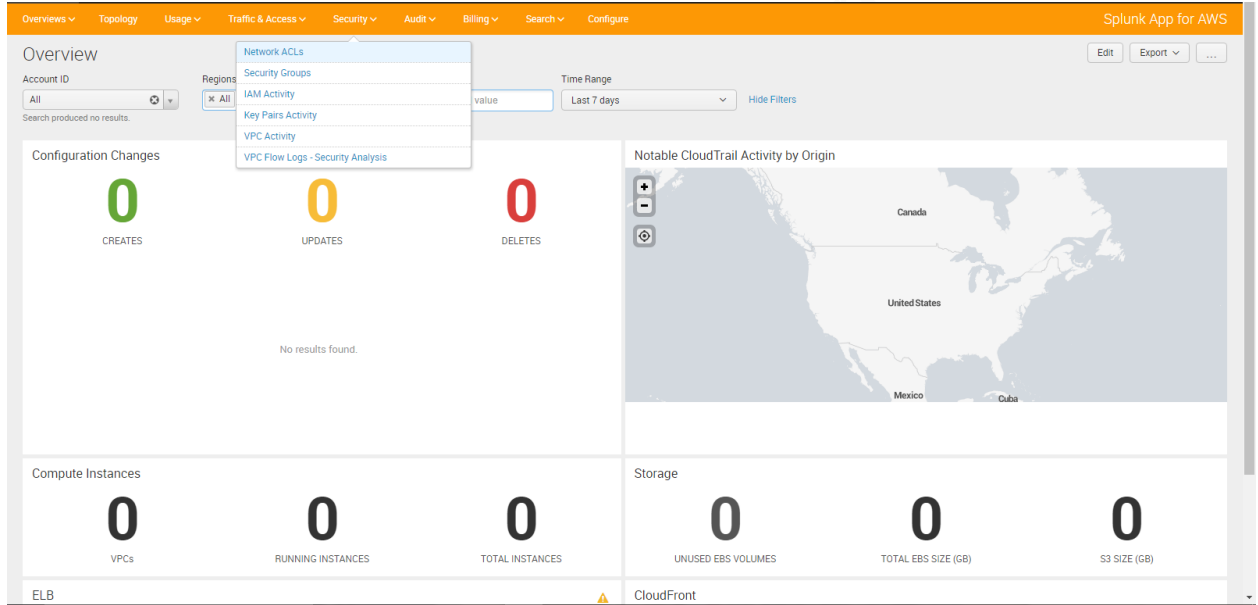 Overviews Topology Usage Traffic & Access Security Audit Billing Search Configure Splunk App for AWS
Overview
Edit Export ...
Account ID
Regions
Time Range
All
× All
value
Last 7 days
Hide Filters
Search produced no results.
Network ACLs
Security Groups
IAM Activity
Key Pairs Activity
VPC Activity
VPC Flow Logs - Security Analysis
Configuration Changes
0 0 0
CREATES UPDATES DELETES
No results found.
Notable CloudTrail Activity by Origin
+
-
Canada
United States
Mexico
Cuba
Compute Instances
0 0 0
VPCs RUNNING INSTANCES TOTAL INSTANCES
Storage
0 0 0
UNUSED EBS VOLUMES TOTAL EBS SIZE (GB) S3 SIZE (GB)
ELB
CloudFront